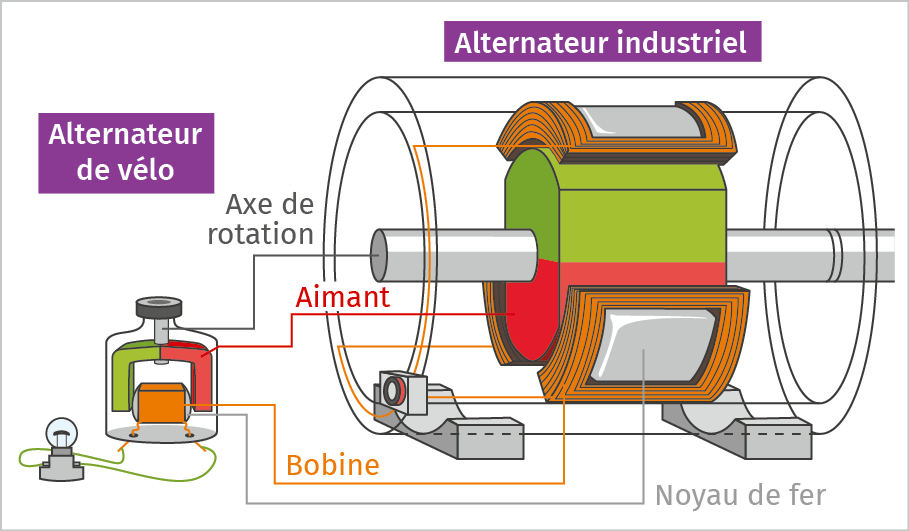 Alternateur industriel
Alternateur
de vélo
Axe de
rotation
Aimant
Bobine
Noyau de fer